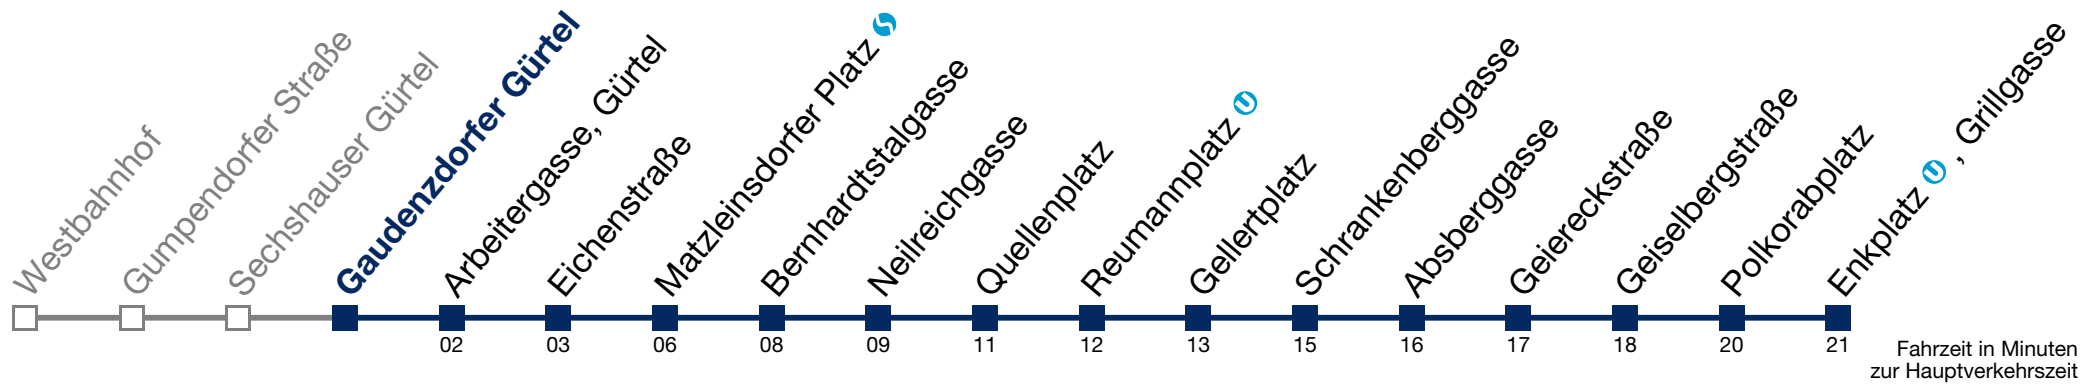 Westbahnhof
Gumpendorfer Straße
Sechshauser Gürtel
Gaudenzdorfer Gürtel
Arbeitergasse, Gürtel
Eichenstraße
Matzleinsdorfer Platz S
Bernhardtstalgasse
Neilreichgasse
Quellenplatz
Reumannplatz U
Gellertplatz
Schrankenberggasse
Absberggasse
Geiereckstraße
Geiselbergstraße
Polkorabplatz
Enkplatz U , Grillgasse
02 03 06 08 09 11 12 13 15 16 17 18 20 21
Fahrzeit in Minuten
zur Hauptverkehrszeit